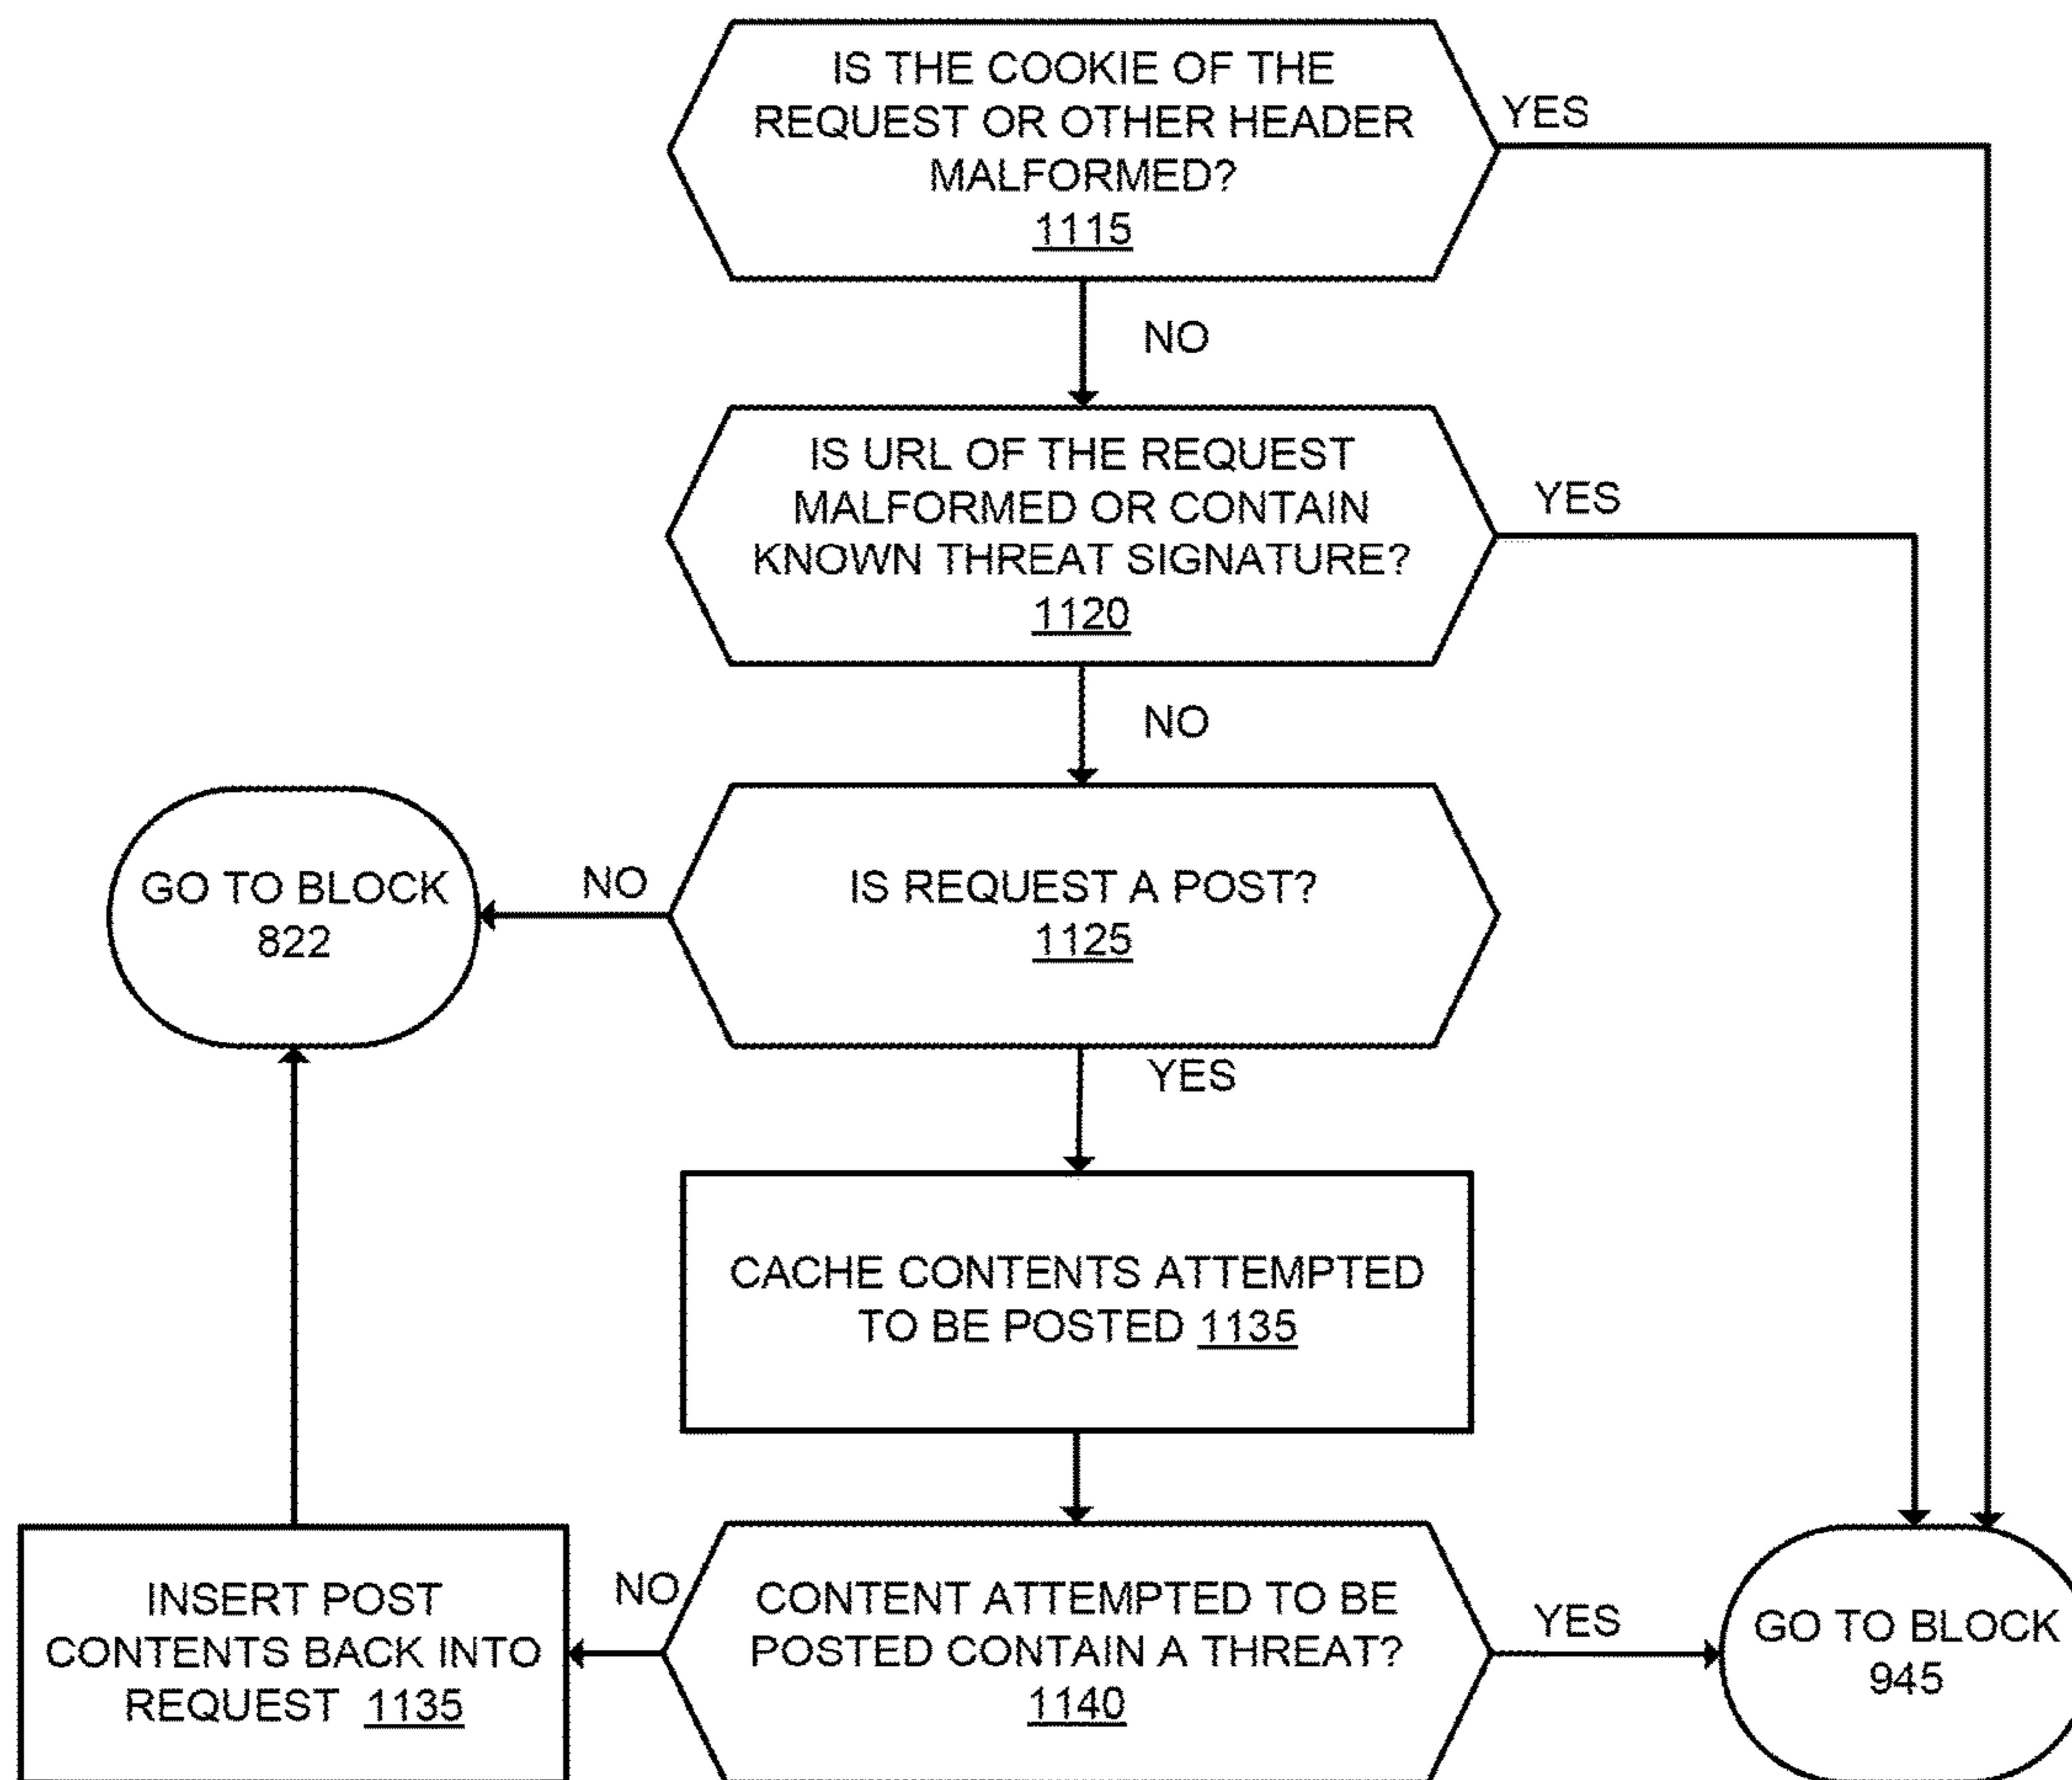 IS THE COOKIE OF THE
REQUEST OR OTHER HEADER
MALFORMED?
1115
YES
NO
IS URL OF THE REQUEST
MALFORMED OR CONTAIN
KNOWN THREAT SIGNATURE?
1120
YES
NO
GO TO BLOCK
822
NO
IS REQUEST A POST?
1125
YES
CACHE CONTENTS ATTEMPTED
TO BE POSTED 1135
INSERT POST
CONTENTS BACK INTO
REQUEST 1135
NO
CONTENT ATTEMPTED TO BE
POSTED CONTAIN A THREAT?
1140
YES
GO TO BLOCK
945